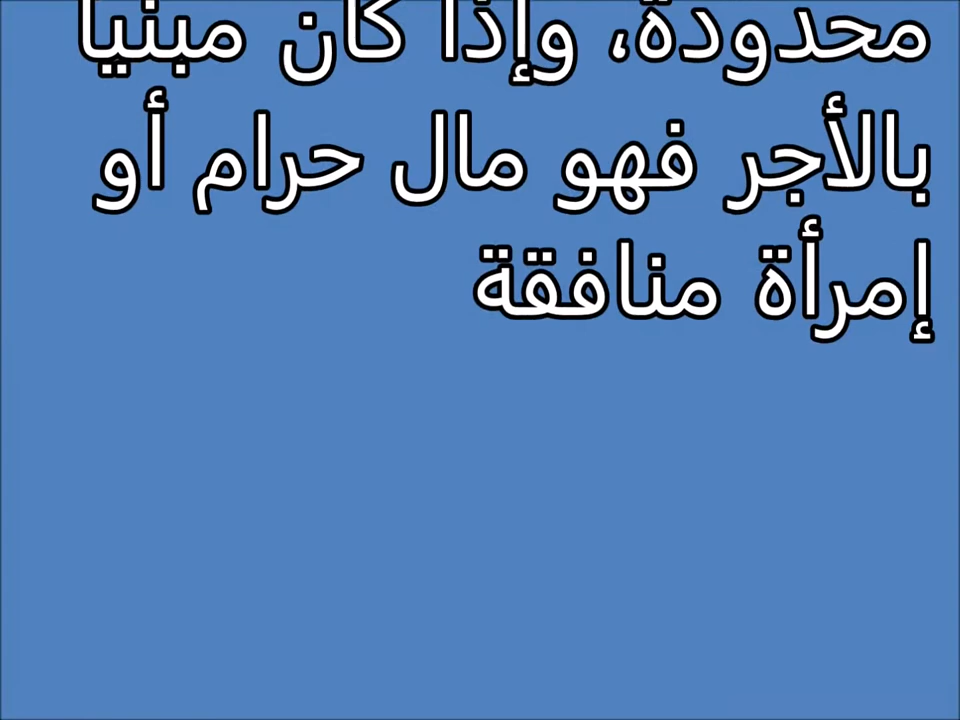 محدودة، وإذا كان مبنيا
بالأجر فهو مال حرام أو
إمرأة منافقة